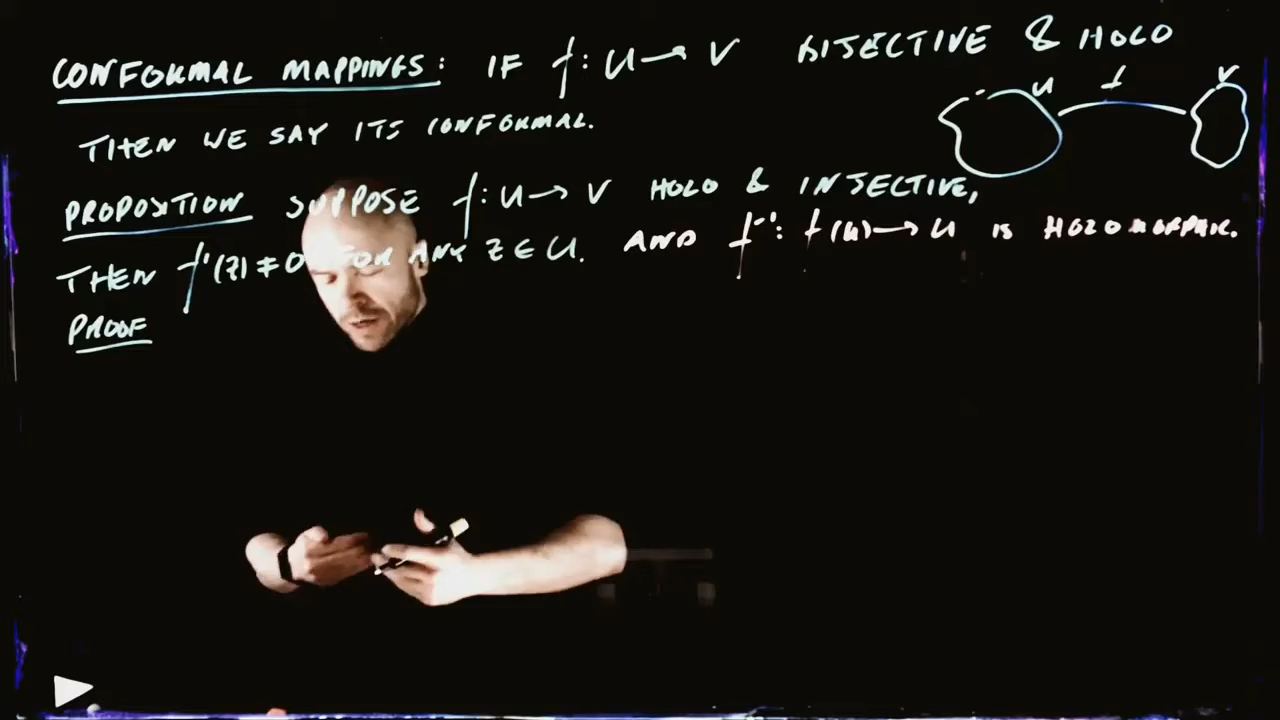 CONFORMAL MAPPINGS: IF f: U → V BIJECTIVE & HOLO
THEN WE SAY ITS CONFORMAL.
U f V
PROPOSITION SUPPOSE f: U → V HOLO & INJECTIVE,
THEN f'(z) ≠ 0 FOR ANY z ∈ U. AND f⁻¹: f(U) → U IS HOLOMORPHIC.
PROOF